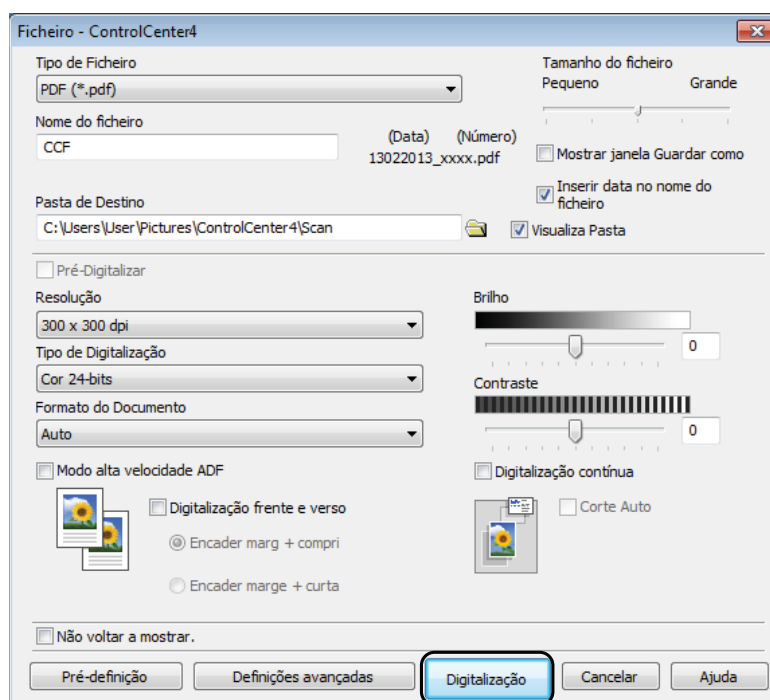 Ficheiro - ControlCenter4
Tipo de Ficheiro
PDF (*.pdf)
Nome do ficheiro
CCF
(Data) (Número)
13022013_xxxx.pdf
Pasta de Destino
C:\Users\User\Pictures\ControlCenter4\Scan
Tamanho do ficheiro
Pequeno Grande
Mostrar janela Guardar como
Inserir data no nome do
ficheiro
Visualiza Pasta
Pré-Digitalizar
Resolução
300 x 300 dpi
Tipo de Digitalização
Cor 24-bits
Formato do Documento
Auto
Brilho
0
Contraste
0
Modo alta velocidade ADF
Digitalização frente e verso
Encader marg + compri
Encader marge + curta
Digitalização contínua
Corte Auto
Não voltar a mostrar.
Pré-definição
Definições avançadas
Digitalização
Cancelar
Ajuda